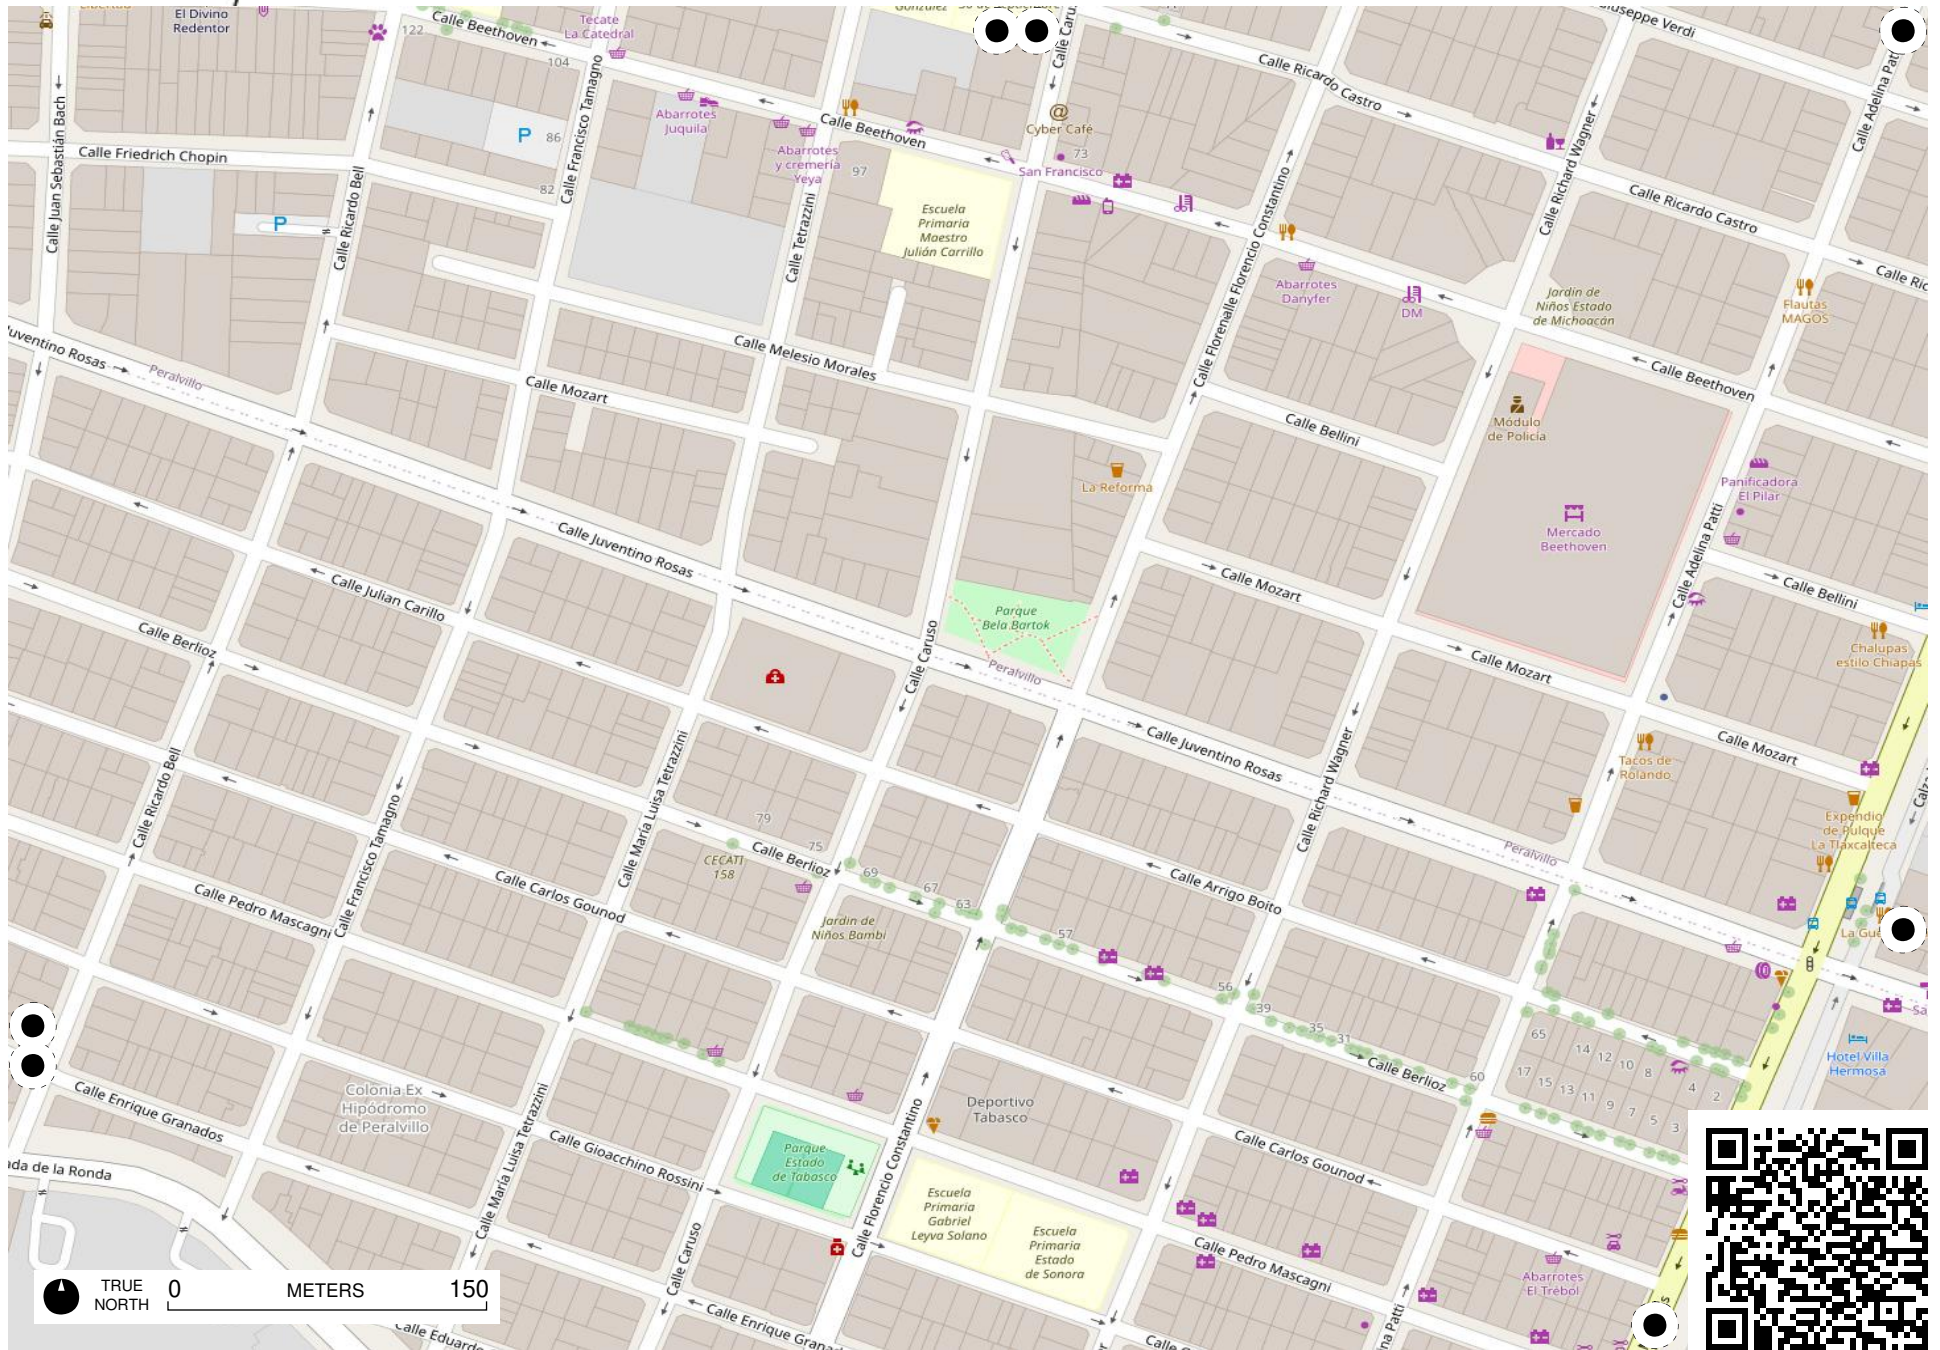 El Divino
Redentor
122
Calle Beethoven
Tecate
La Catedral
104
Calle Caruso
Calle Ricardo Castro
Giuseppe Verdi
Calle Adelina Patti
Calle Juan Sebastián Bach
Calle Francisco Tamagno
86
Abarrotes
Juquila
Calle Beethoven
Cyber Café
73
Calle Richard Wagner
Calle Adelina Patti
Calle Friedrich Chopin
P
P
82
Calle Ricardo Bell
Abarrotes
y cremería
Yeya
97
San Francisco
Calle Tetrazzini
Escuela
Primaria
Maestro
Julián Carrillo
Calle Ricardo Castro
Calle Florencio Constantino
Abarrotes
Danyfer
DM
Jardín de
Niños Estado
de Michoacán
Flautas
MAGOS
Juventino Rosas
Peralvillo
Calle Melesio Morales
Calle Mozart
Calle Beethoven
Calle Bellini
Módulo
de Policía
La Reforma
Panificadora
El Pilar
Mercado
Beethoven
Calle Adelina Patti
Calle Juventino Rosas
Calle Julian Carillo
Calle Mozart
Calle Bellini
Calle Berlioz
Parque
Bela Bartok
Calle Caruso
Peralvillo
Calle Mozart
Chalupas
estilo Chiapas
Calle Ricardo Bell
Calle María Luisa Tetrazzini
Calle Juventino Rosas
Calle Richard Wagner
Calle Mozart
Tacos de
Rolando
Calle Francisco Tamagno
79
75
CECATI
158
Calle Berlioz
69
67
63
Peralvillo
Expendio
de Pulque
La Tlaxcalteca
Calle Pedro Mascagni
Calle Carlos Gounod
Calle Arrigo Boito
Jardin de
Niños Bambi
57
56
39
35
31
Calle Berlioz
60
65
17
15
13
11
9
7
5
3
14
12
10
8
4
2
Hotel Villa
Hermosa
Calle Enrique Granados
Colonia Ex
Hipódromo
de Peralvillo
Calle María Luisa Tetrazzini
Calle Gioacchino Rossini
Parque
Estado
de Tabasco
Calle Florencio Constantino
Deportivo
Tabasco
Calle Carlos Gounod
Escuela
Primaria
Gabriel
Leyva Solano
Escuela
Primaria
Estado
de Sonora
Calle Pedro Mascagni
Abarrotes
El Trébol
de la Ronda
Calle Caruso
Calle Enrique
Calle
TRUE
NORTH
0
METERS
150